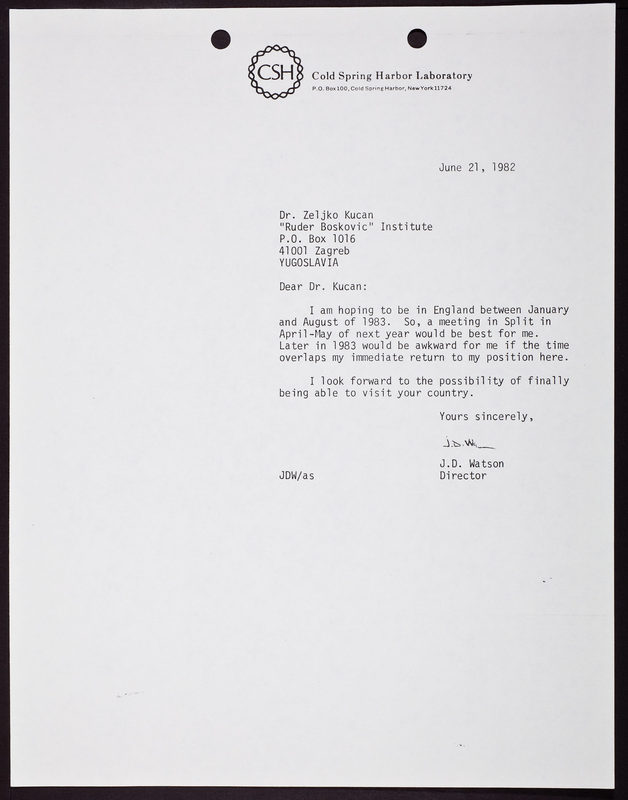 CSH
Cold Spring Harbor Laboratory
P.O. Box 100, Cold Spring Harbor, New York 11724
June 21, 1982
Dr. Zeljko Kucan
"Ruder Boskovic" Institute
P.O. Box 1016
41001 Zagreb
YUGOSLAVIA
Dear Dr. Kucan:
I am hoping to be in England between January
and August of 1983. So, a meeting in Split in
April-May of next year would be best for me.
Later in 1983 would be awkward for me if the time
overlaps my immediate return to my position here.
I look forward to the possibility of finally
being able to visit your country.
Yours sincerely,
J.D. Watson
JDW/as Director